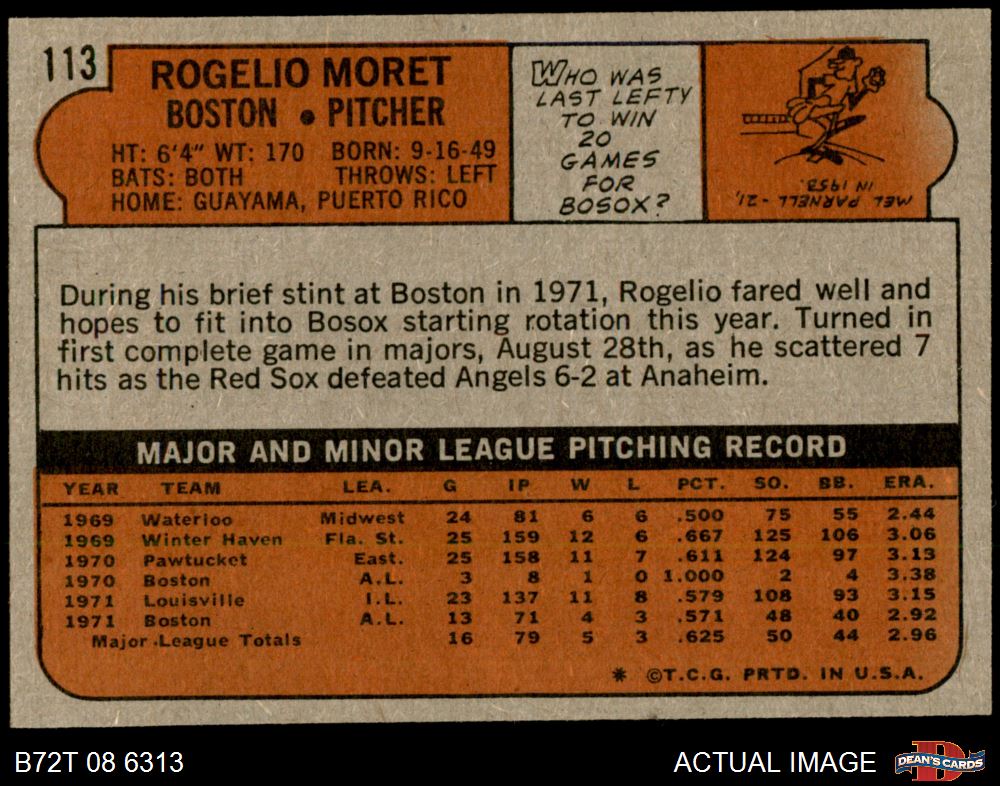 113
ROGELIO MORET
BOSTON • PITCHER
HT: 6'4" WT: 170 BORN: 9-16-49
BATS: BOTH THROWS: LEFT
HOME: GUAYAMA, PUERTO RICO
WHO WAS
LAST LEFTY
TO WIN
20
GAMES
FOR
BOSOX?
MEL PARNELL - 21,
IN 1953.
During his brief stint at Boston in 1971, Rogelio fared well and
hopes to fit into Bosox starting rotation this year. Turned in
first complete game in majors, August 28th, as he scattered 7
hits as the Red Sox defeated Angels 6-2 at Anaheim.
MAJOR AND MINOR LEAGUE PITCHING RECORD
YEAR TEAM LEA. G IP W L PCT. SO. BB. ERA.
1969 Waterloo Midwest 24 81 6 6 .500 75 55 2.44
1969 Winter Haven Fla. St. 25 159 12 6 .667 125 106 3.06
1970 Pawtucket East. 25 158 11 7 .611 124 97 3.13
1970 Boston A.L. 3 8 1 0 1.000 2 4 3.38
1971 Louisville I.L. 23 137 11 8 .579 108 93 3.15
1971 Boston A.L. 13 71 4 3 .571 48 40 2.92
Major League Totals 16 79 5 3 .625 50 44 2.96
* ©T.C.G. PRTD. IN U.S.A.
B72T 08 6313
ACTUAL IMAGE
DEAN'S CARDS